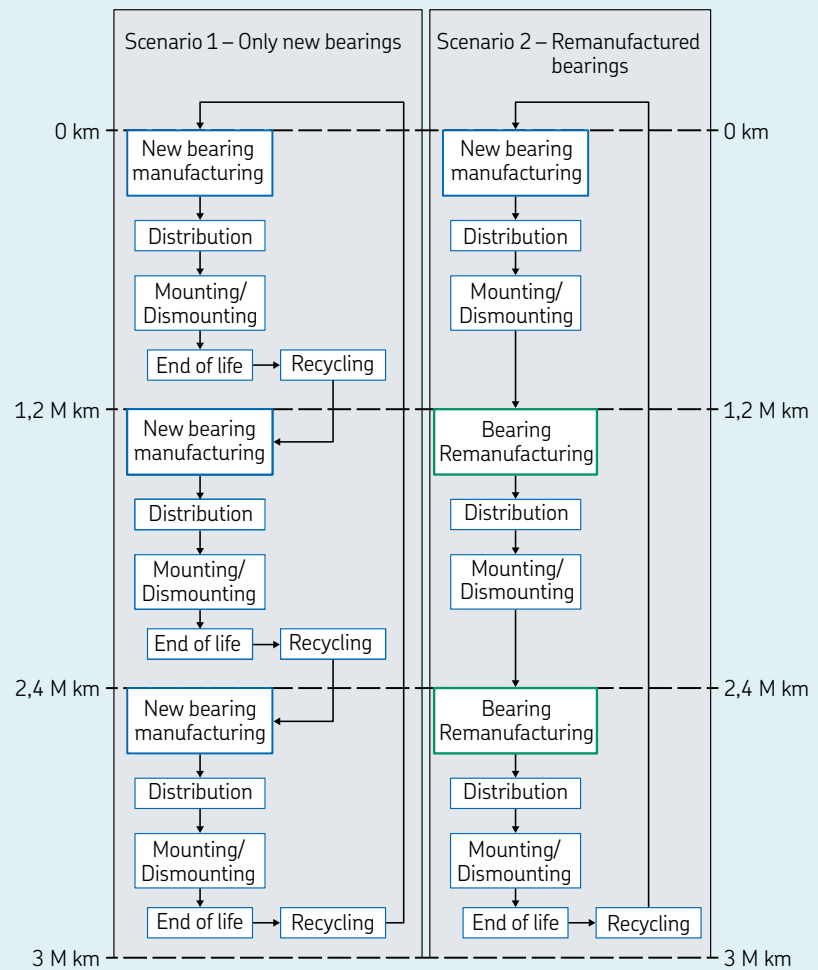 Scenario 1 – Only new bearings
Scenario 2 – Remanufactured
bearings
0 km
0 km
New bearing
manufacturing
Distribution
Mounting/
Dismounting
End of life
Recycling
1,2 M km
New bearing
manufacturing
Distribution
Mounting/
Dismounting
End of life
Recycling
2,4 M km
New bearing
manufacturing
Distribution
Mounting/
Dismounting
End of life
Recycling
3 M km
New bearing
manufacturing
Distribution
Mounting/
Dismounting
1,2 M km
Bearing
Remanufacturing
Distribution
Mounting/
Dismounting
2,4 M km
Bearing
Remanufacturing
Distribution
Mounting/
Dismounting
End of life
Recycling
3 M km